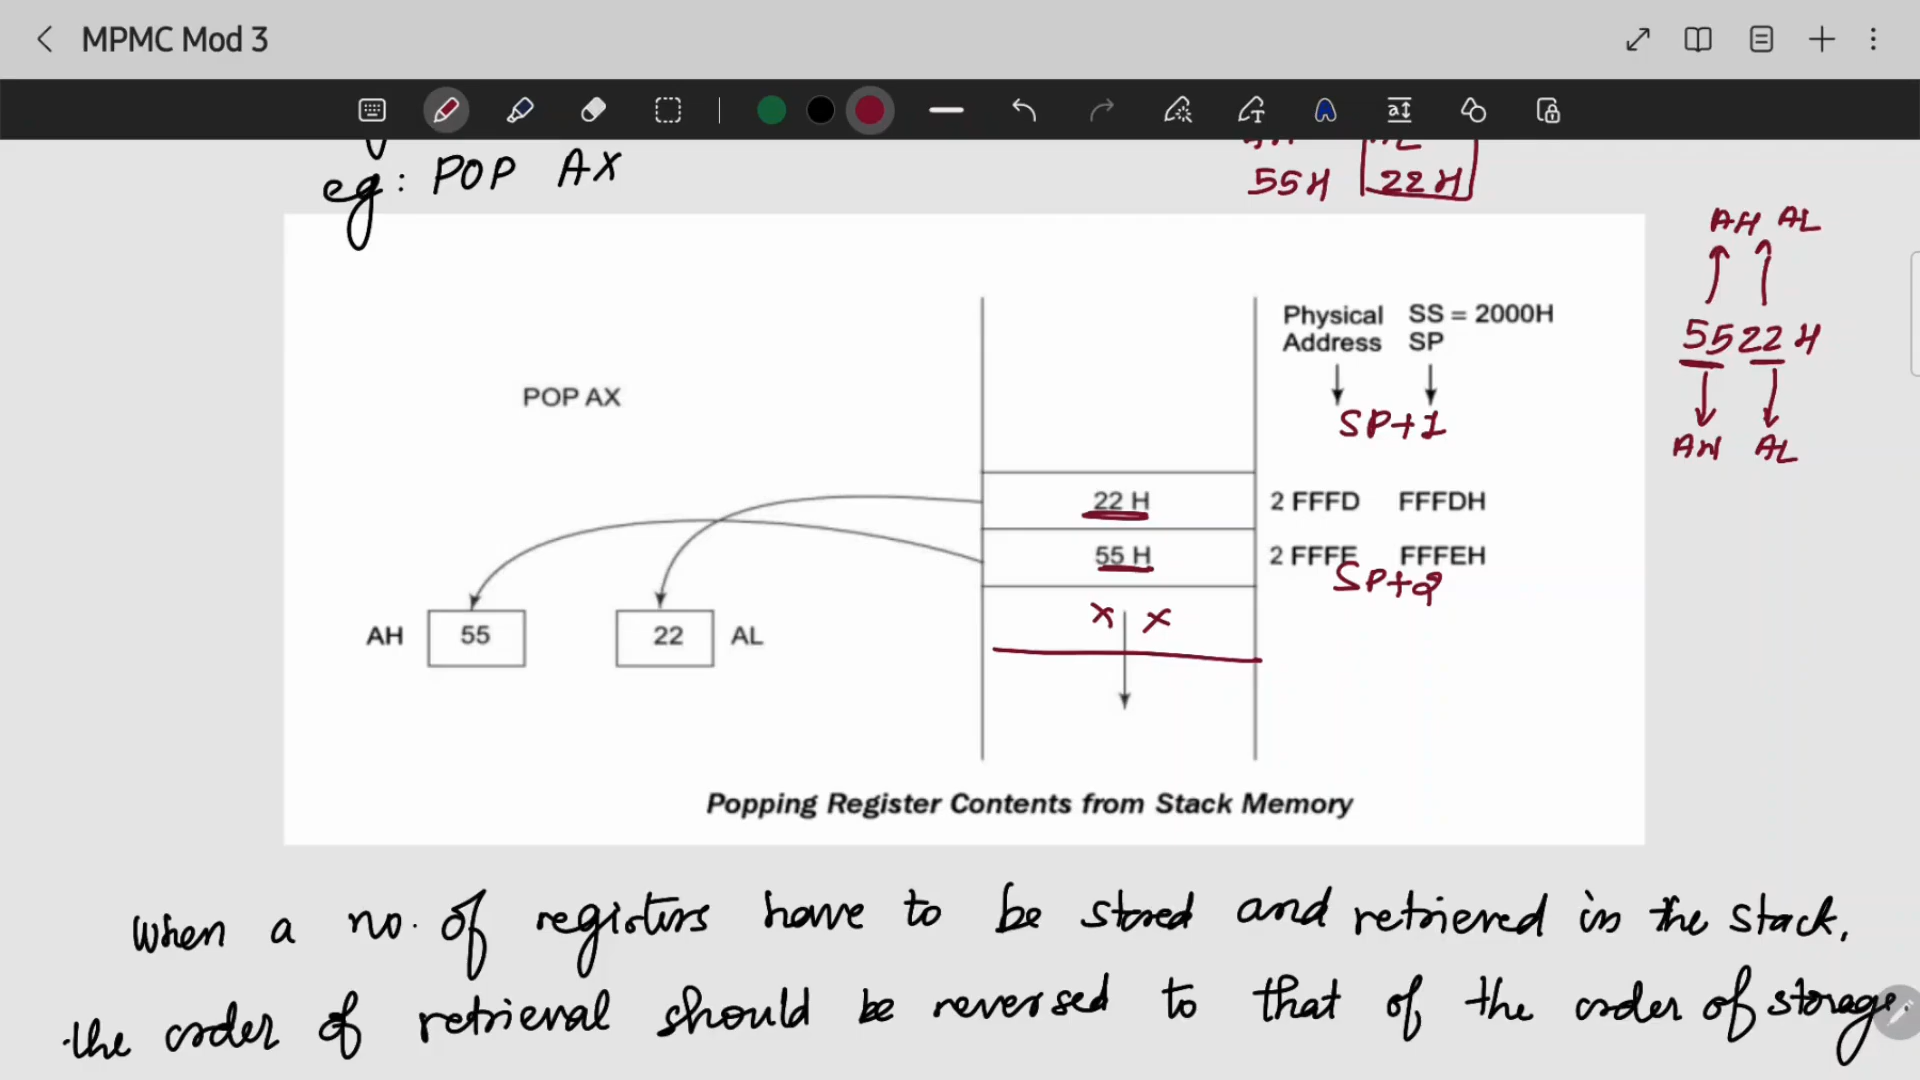 MPMC Mod 3
eg: POP AX
55H 22H
AH AL
Physical SS = 2000H
Address SP
5522 H
POP AX
SP+1
AH AL
22 H 2 FFFD FFFDH
55 H 2 FFFE FFFEH
SP+2
x x
AH 55 22 AL
Popping Register Contents from Stack Memory
When a no. of registers have to be stored and retrieved in the stack,
the order of retrieval should be reversed to that of the order of storage.